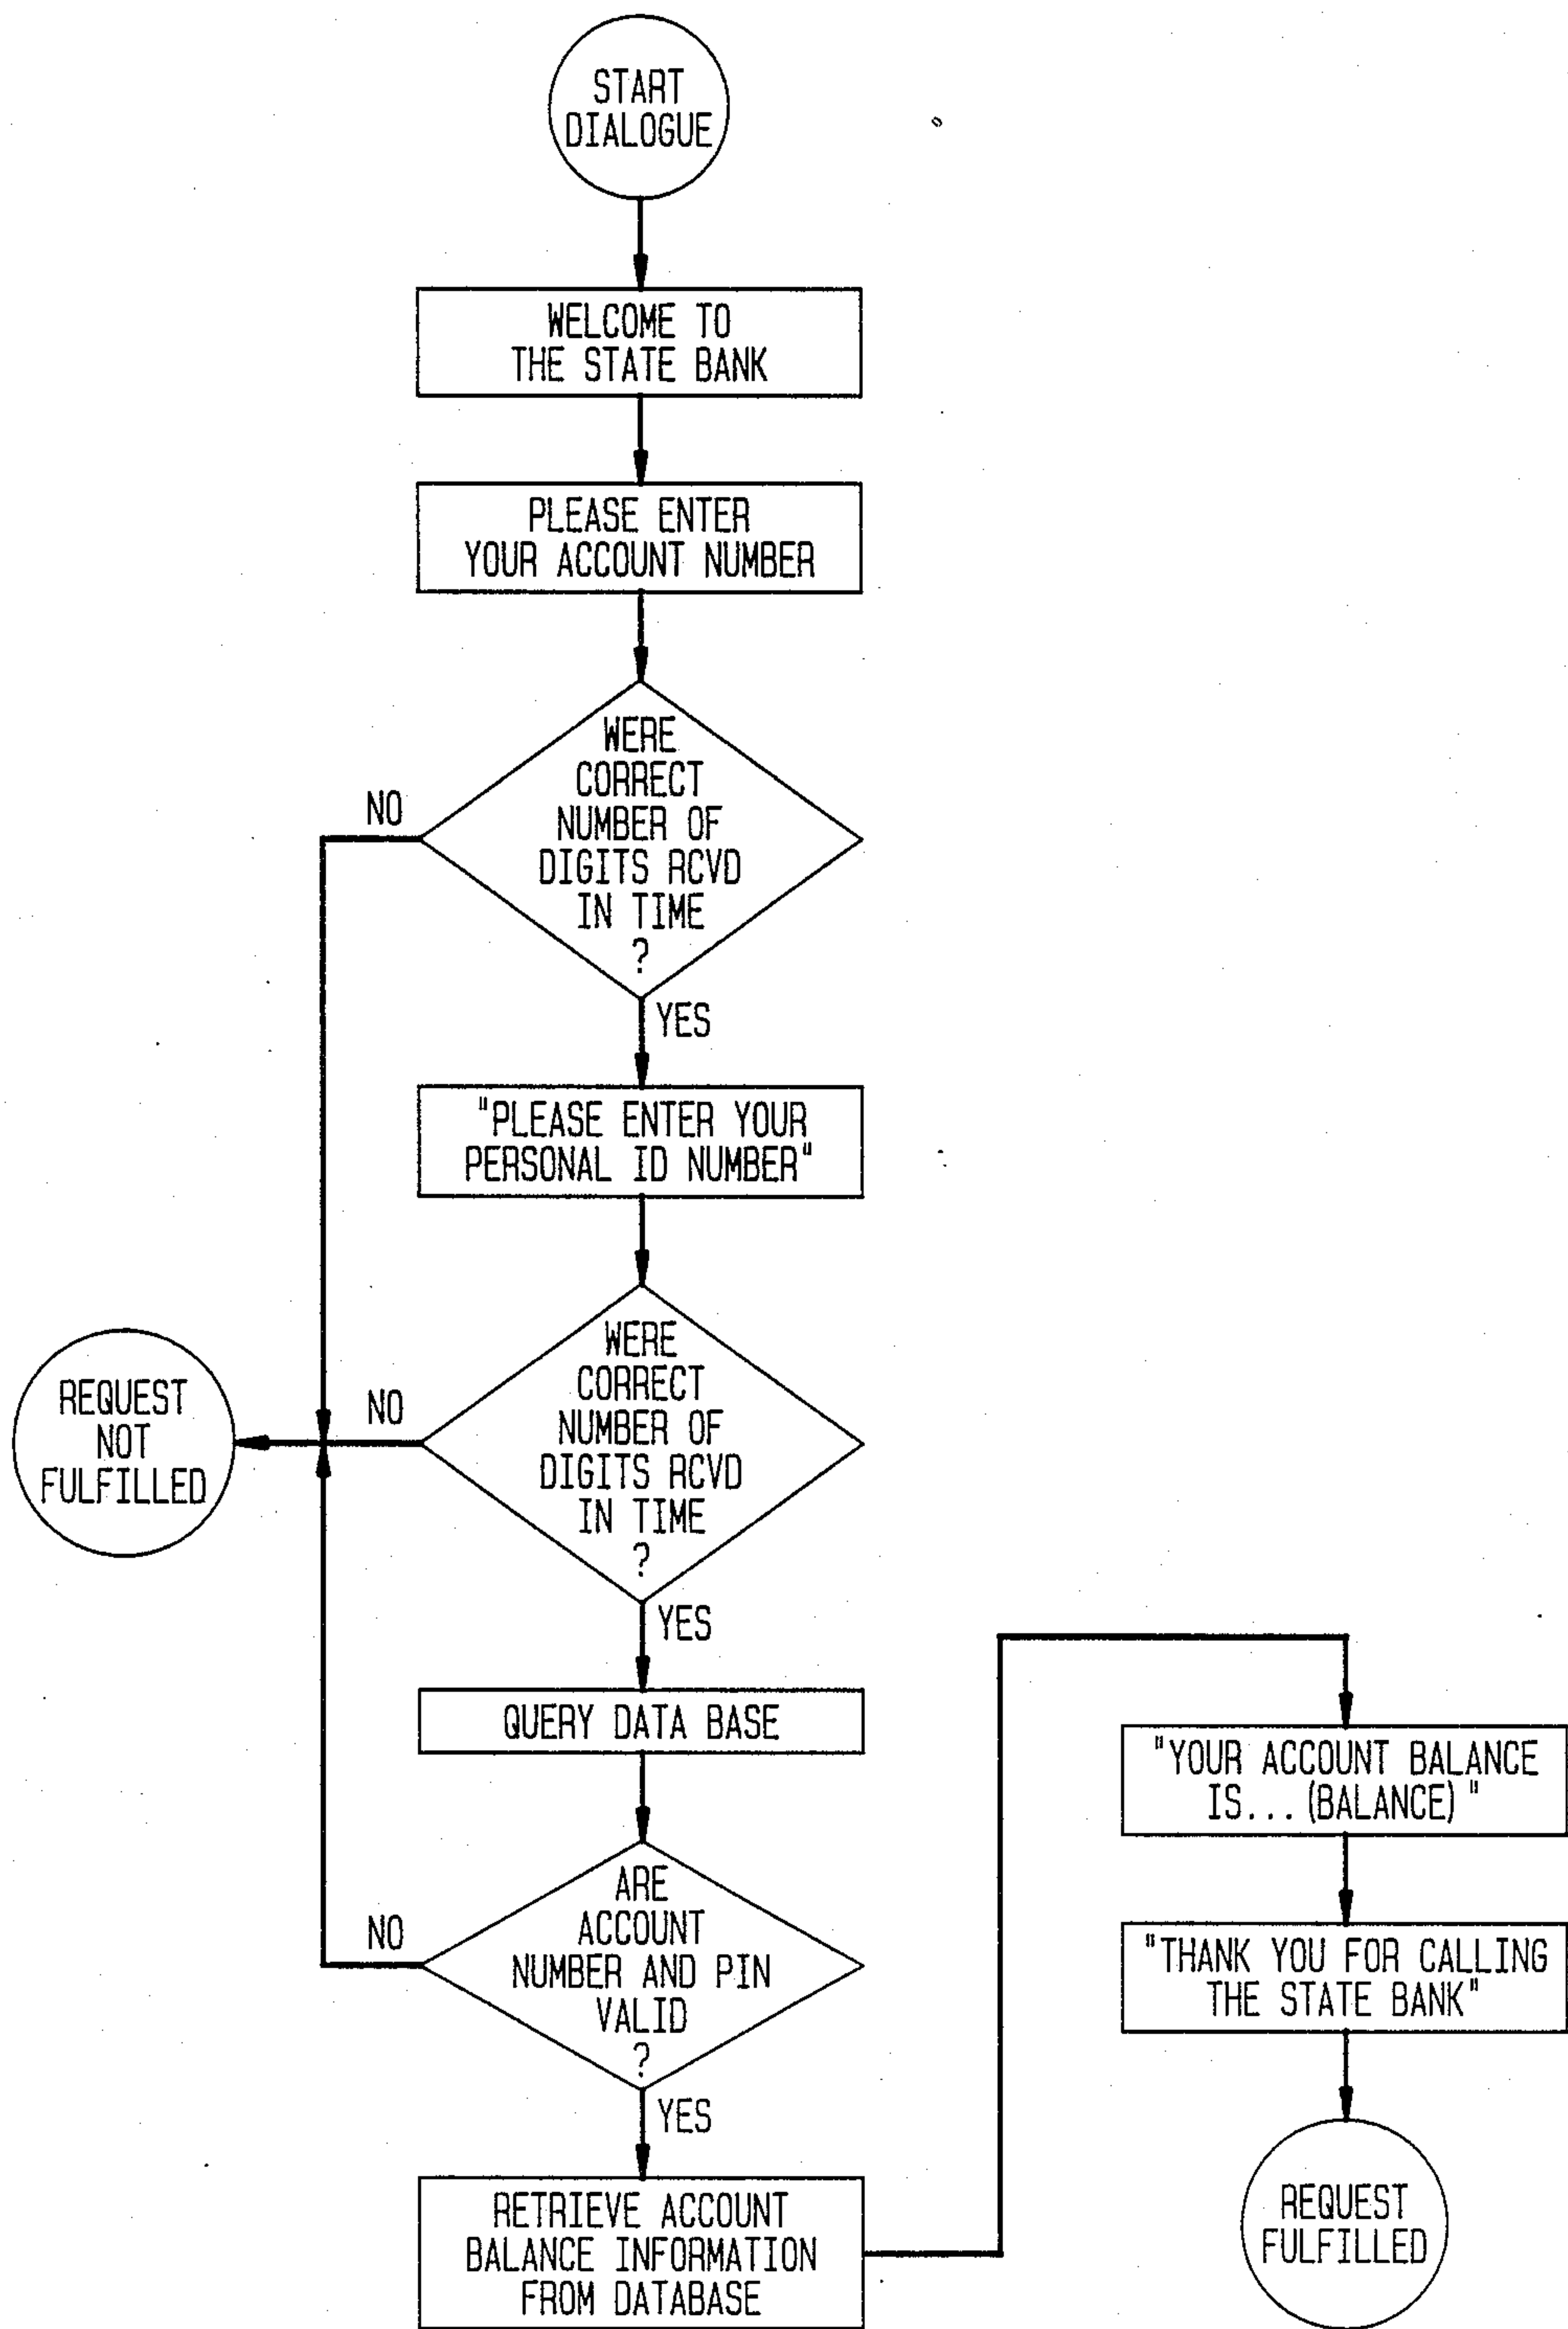 START
DIALOGUE
WELCOME TO
THE STATE BANK
PLEASE ENTER
YOUR ACCOUNT NUMBER
WERE
CORRECT
NUMBER OF
DIGITS RCVD
IN TIME
?
NO
YES
"PLEASE ENTER YOUR
PERSONAL ID NUMBER"
WERE
CORRECT
NUMBER OF
DIGITS RCVD
IN TIME
?
NO
REQUEST
NOT
FULFILLED
YES
QUERY DATA BASE
ARE
ACCOUNT
NUMBER AND PIN
VALID
?
NO
YES
RETRIEVE ACCOUNT
BALANCE INFORMATION
FROM DATABASE
"YOUR ACCOUNT BALANCE
IS...(BALANCE)"
"THANK YOU FOR CALLING
THE STATE BANK"
REQUEST
FULFILLED